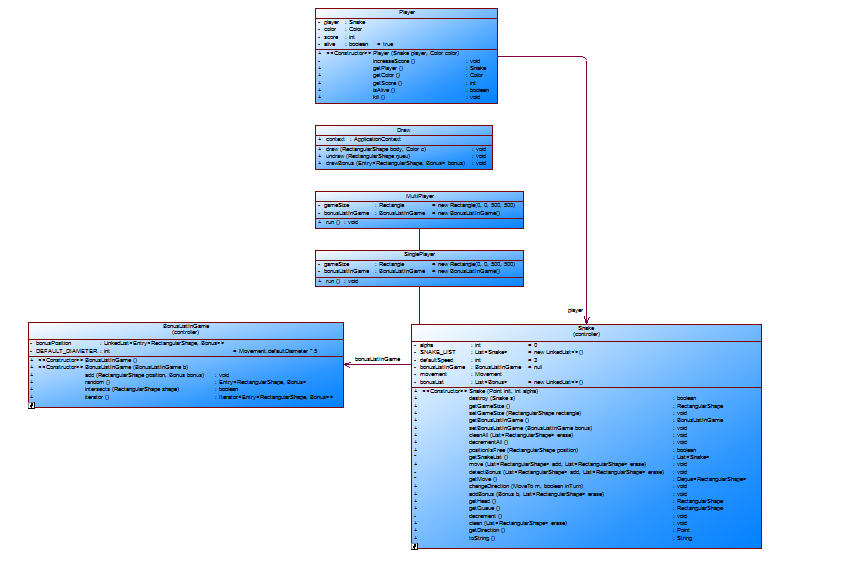 Player
- player : Snake
- color : Color
- score : int
- alive : boolean = true
+ <<Constructor>> Player (Snake player, Color color)
- increaseScore () : void
+ getPlayer () : Snake
+ getColor () : Color
+ getScore () : int
+ isAlive () : boolean
+ kill () : void
Draw
+ context : ApplicationContext
+ draw (RectangularShape body, Color c) : void
+ undraw (RectangularShape queu) : void
+ drawBonus (Entry<RectangularShape, Bonus> bonus) : void
MultiPlayer
- gameSize : Rectangle = new Rectangle(0, 0, 500, 500)
- bonusListInGame : BonusListInGame = new BonusListInGame()
+ run () : void
SinglePlayer
- gameSize : Rectangle = new Rectangle(0, 0, 500, 500)
- bonusListInGame : BonusListInGame = new BonusListInGame()
+ run () : void
player
BonusListInGame
(controller)
- bonusPosition : LinkedList<Entry<RectangularShape, Bonus>>
- DEFAULT_DIAMETER : int = Movement.defaultDiameter * 5
+ <<Constructor>> BonusListInGame ()
+ <<Constructor>> BonusListInGame (BonusListInGame b)
+ add (RectangularShape position, Bonus bonus) : void
+ random () : Entry<RectangularShape, Bonus>
+ intersects (RectangularShape shape) : boolean
+ iterator () : Iterator<Entry<RectangularShape, Bonus>>
bonusListInGame
Snake
(controller)
- alpha : int = 0
- SNAKE_LIST : List<Snake> = new LinkedList<>()
- defaultSpeed : int = 3
- bonusListInGame : BonusListInGame = null
- movement : Movement
- bonusList : List<Bonus> = new LinkedList<>()
+ <<Constructor>> Snake (Point init, int alpha)
+ destroy (Snake s) : boolean
+ getGameSize () : RectangularShape
+ setGameSize (RectangularShape rectangle) : void
+ getBonusListInGame () : BonusListInGame
+ setBonusListInGame (BonusListInGame bonus) : void
+ cleanAll (List<RectangularShape> erase) : void
+ decrementAll () : void
+ positionIsFree (RectangularShape position) : boolean
- getSnakeList () : List<Snake>
+ move (List<RectangularShape> add, List<RectangularShape> erase) : void
- detectBonus (List<RectangularShape> add, List<RectangularShape> erase) : void
+ getMove () : Deque<RectangularShape>
+ changeDirection (MoveTo m, boolean inTurn) : void
+ addBonus (Bonus b, List<RectangularShape> erase) : void
+ getHead () : RectangularShape
+ getQueue () : RectangularShape
+ decrement () : void
+ clean (List<RectangularShape> erase) : void
+ getDirection () : Point
+ toString () : String